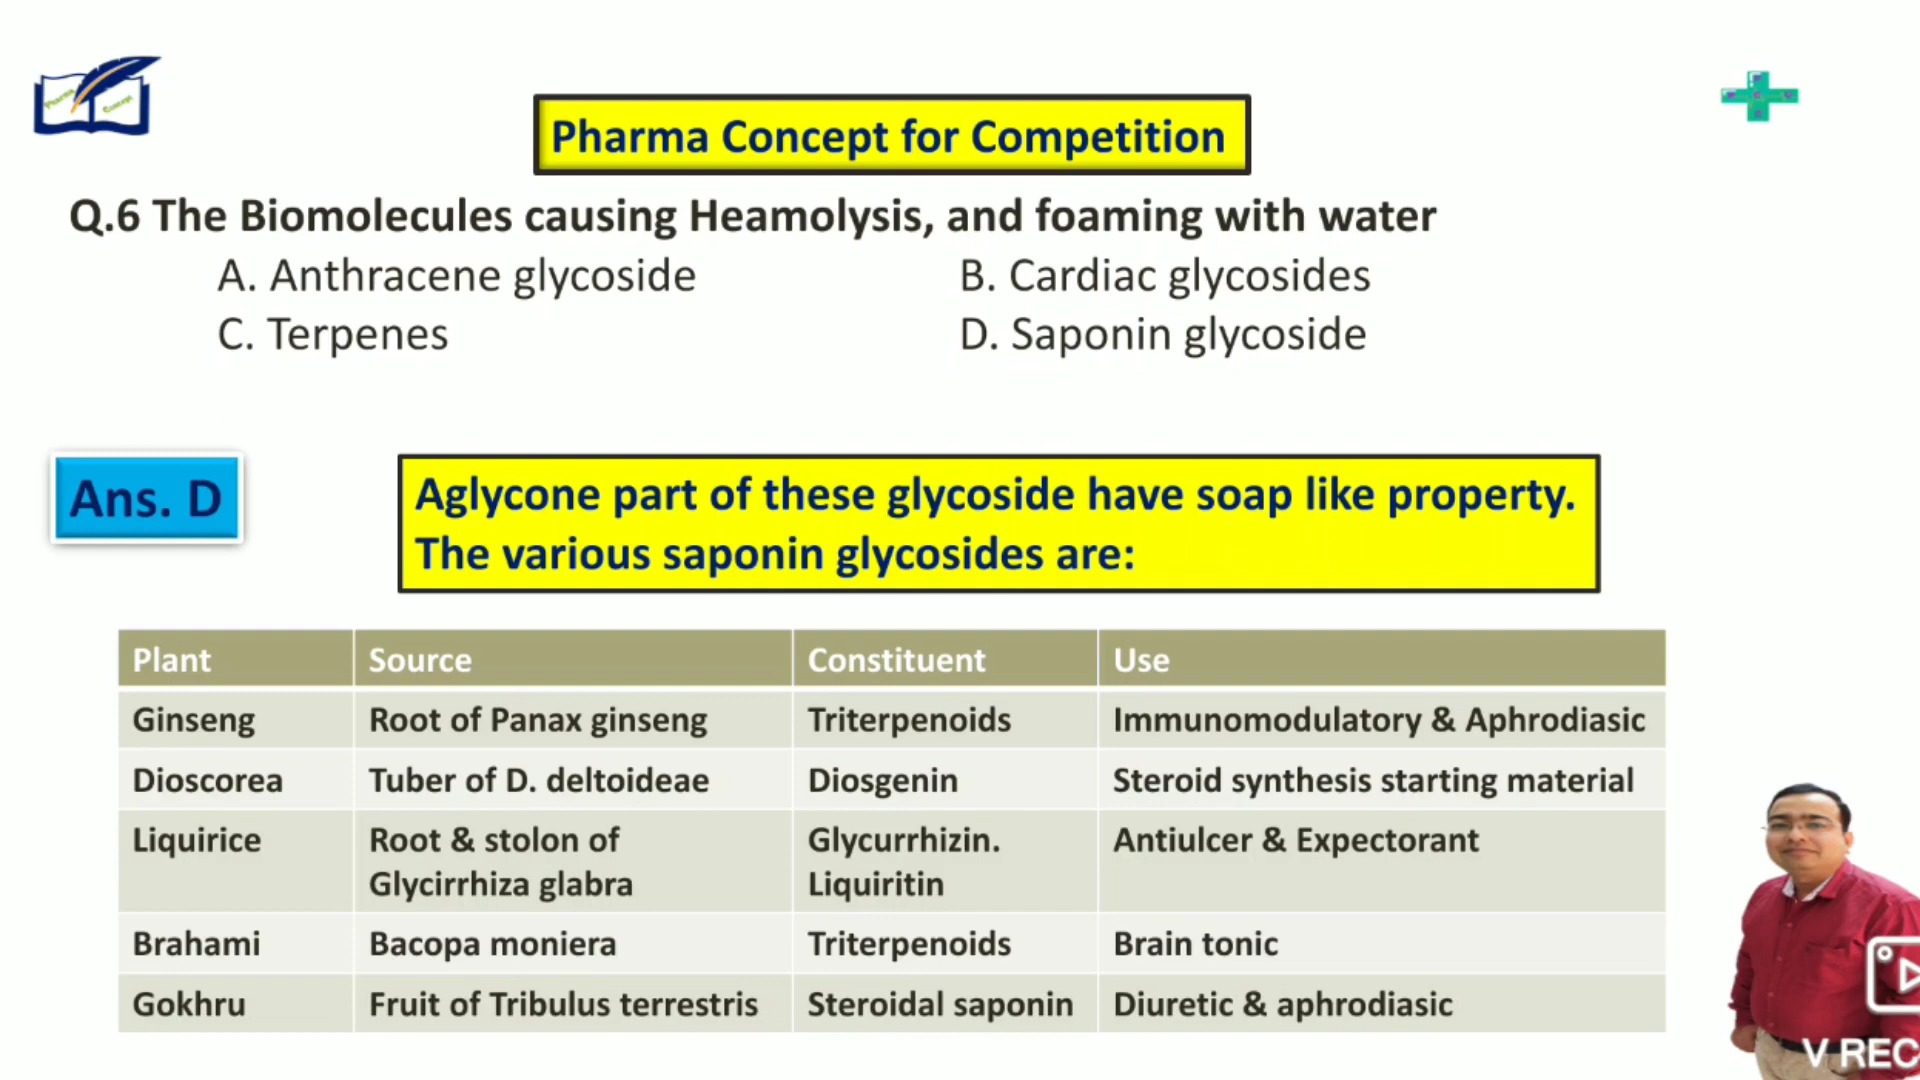 Pharma Concept
Pharma Concept for Competition
Q.6 The Biomolecules causing Heamolysis, and foaming with water
A. Anthracene glycoside B. Cardiac glycosides
C. Terpenes D. Saponin glycoside
Ans. D
Aglycone part of these glycoside have soap like property.
The various saponin glycosides are:
Plant Source Constituent Use
Ginseng Root of Panax ginseng Triterpenoids Immunomodulatory & Aphrodiasic
Dioscorea Tuber of D. deltoideae Diosgenin Steroid synthesis starting material
Liquirice Root & stolon of Glycurrhizin. Antiulcer & Expectorant
Glycirrhiza glabra Liquiritin
Brahami Bacopa moniera Triterpenoids Brain tonic
Gokhru Fruit of Tribulus terrestris Steroidal saponin Diuretic & aphrodiasic
V REC